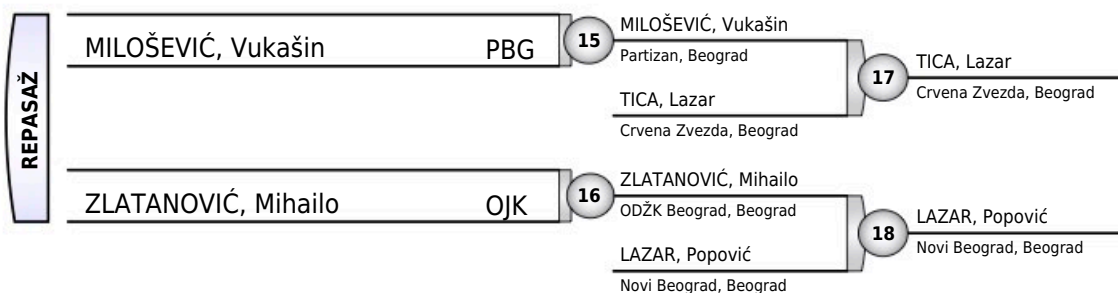 REPASAŽ
MILOŠEVIĆ, Vukašin PBG
15
MILOŠEVIĆ, Vukašin
Partizan, Beograd
TICA, Lazar
Crvena Zvezda, Beograd
17
TICA, Lazar
Crvena Zvezda, Beograd
ZLATANOVIĆ, Mihailo OJK
16
ZLATANOVIĆ, Mihailo
ODŽK Beograd, Beograd
LAZAR, Popović
Novi Beograd, Beograd
18
LAZAR, Popović
Novi Beograd, Beograd